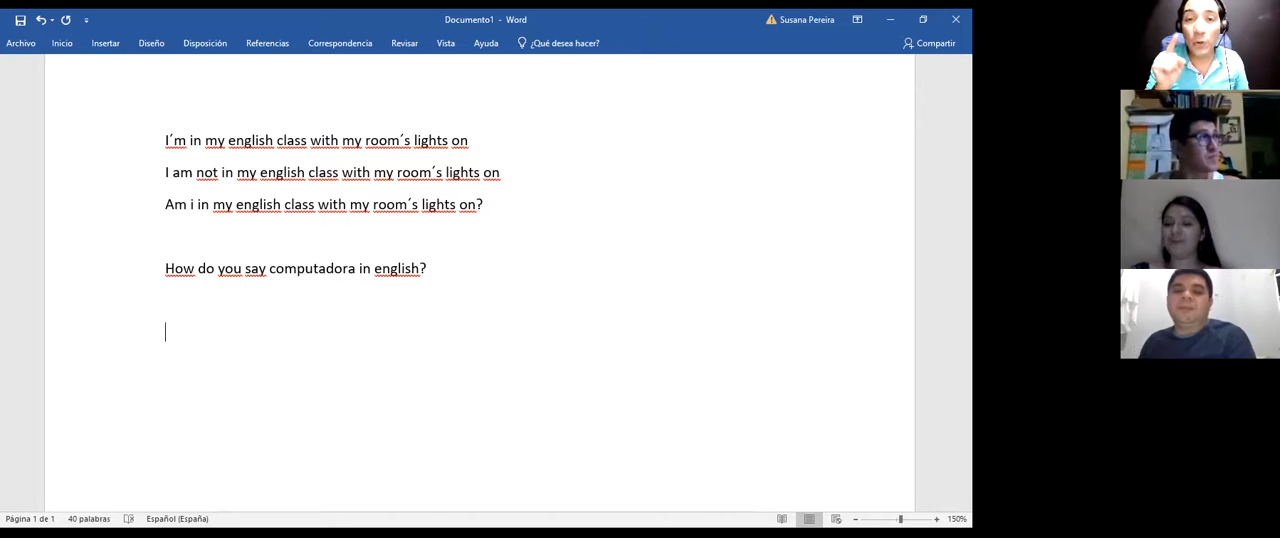 Documento1 - Word
Susana Pereira
Archivo Inicio Insertar Diseño Disposición Referencias Correspondencia Revisar Vista Ayuda ¿Qué desea hacer? Compartir
I´m in my english class with my room´s lights on
I am not in my english class with my room´s lights on
Am i in my english class with my room´s lights on?
How do you say computadora in english?
Página 1 de 1 40 palabras Español (España) 150%